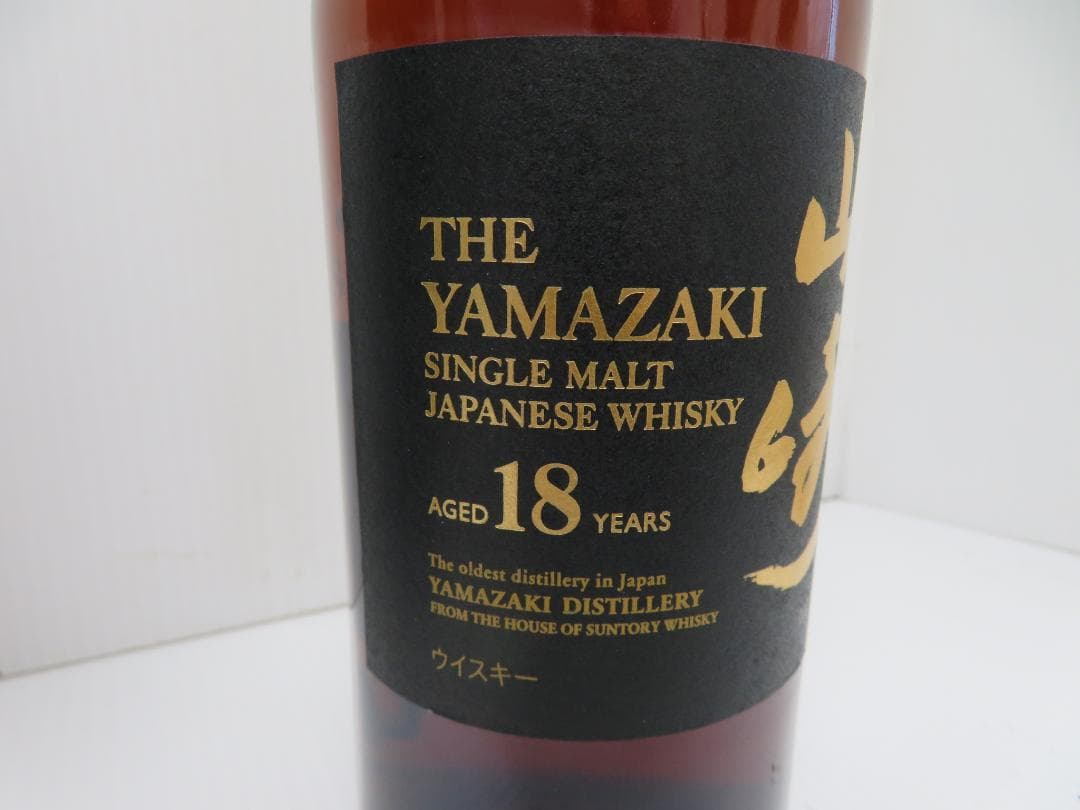 THE
YAMAZAKI
SINGLE MALT
JAPANESE WHISKY
AGED 18 YEARS
The oldest distillery in Japan
YAMAZAKI DISTILLERY
FROM THE HOUSE OF SUNTORY WHISKY
ウイスキー
山崎